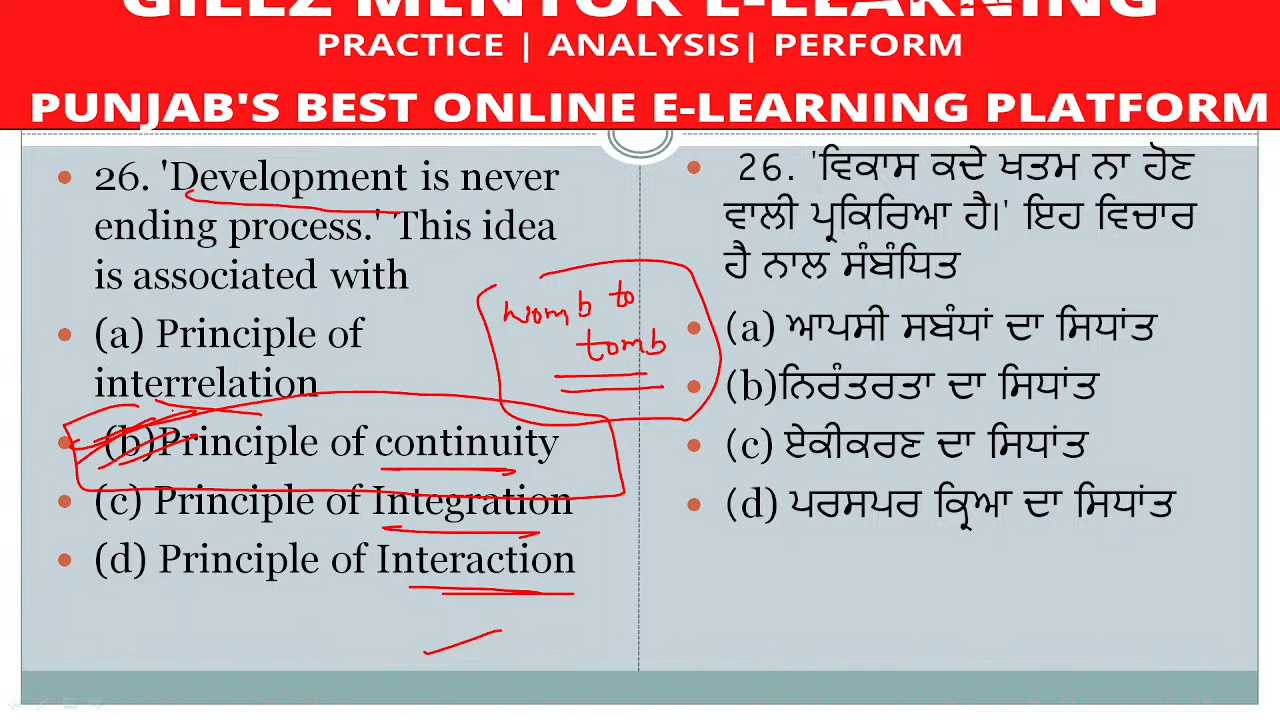 GILLZ MENTOR E-LEARNING
PRACTICE | ANALYSIS| PERFORM
PUNJAB'S BEST ONLINE E-LEARNING PLATFORM
26. 'Development is never
ending process.' This idea
is associated with
(a) Principle of
interrelation
(b)Principle of continuity
(c) Principle of Integration
(d) Principle of Interaction
womb to
tomb
26. 'ਵਿਕਾਸ ਕਦੇ ਖਤਮ ਨਾ ਹੋਣ
ਵਾਲੀ ਪ੍ਰਕਿਰਿਆ ਹੈ।' ਇਹ ਵਿਚਾਰ
ਹੈ ਨਾਲ ਸੰਬੰਧਿਤ
(a) ਆਪਸੀ ਸਬੰਧਾਂ ਦਾ ਸਿਧਾਂਤ
(b)ਨਿਰੰਤਰਤਾ ਦਾ ਸਿਧਾਂਤ
(c) ਏਕੀਕਰਣ ਦਾ ਸਿਧਾਂਤ
(d) ਪਰਸਪਰ ਕ੍ਰਿਆ ਦਾ ਸਿਧਾਂਤ